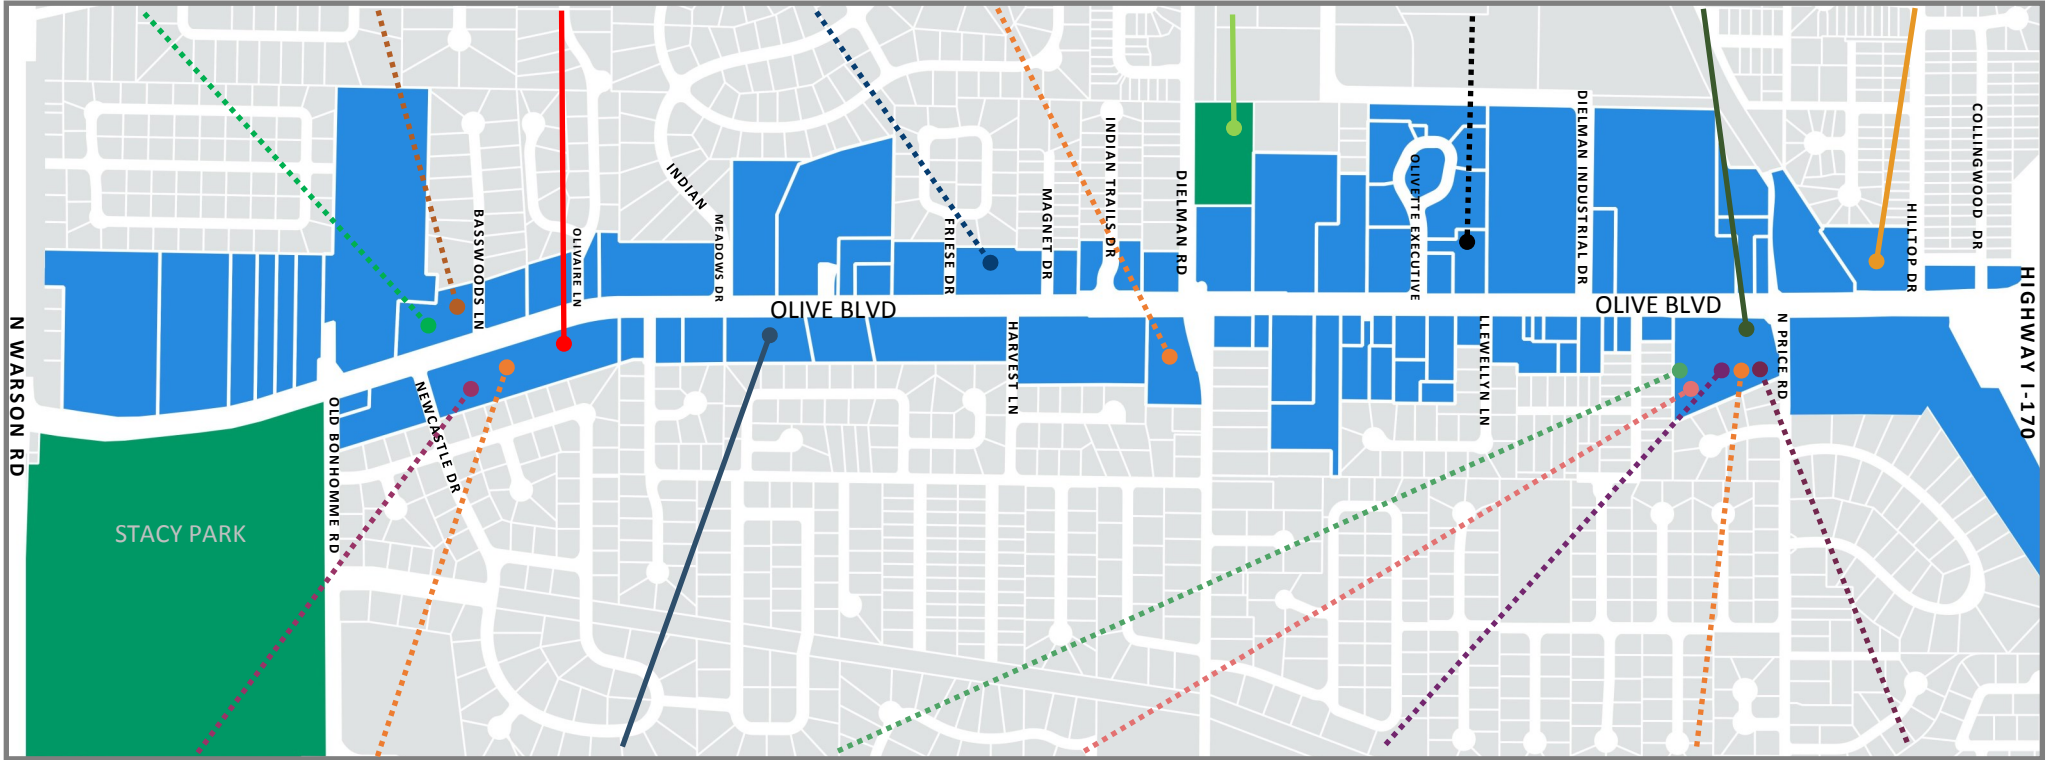 N WARSON RD
STACY PARK
OLD BONHOMME RD
NEWCASTLE DR
BASSWOODS LN
OLIVAIRE LN
INDIAN
MEADOWS DR
OLIVE BLVD
FRIESE DR
HARVEST LN
MAGNET DR
INDIAN TRAILS DR
DIELMAN RD
OLIVETTE EXECUTIVE
LLEWELLYN LN
DIELMAN INDUSTRIAL DR
OLIVE BLVD
N PRICE RD
HILLTOP DR
COLLINGWOOD DR
HIGHWAY I-170